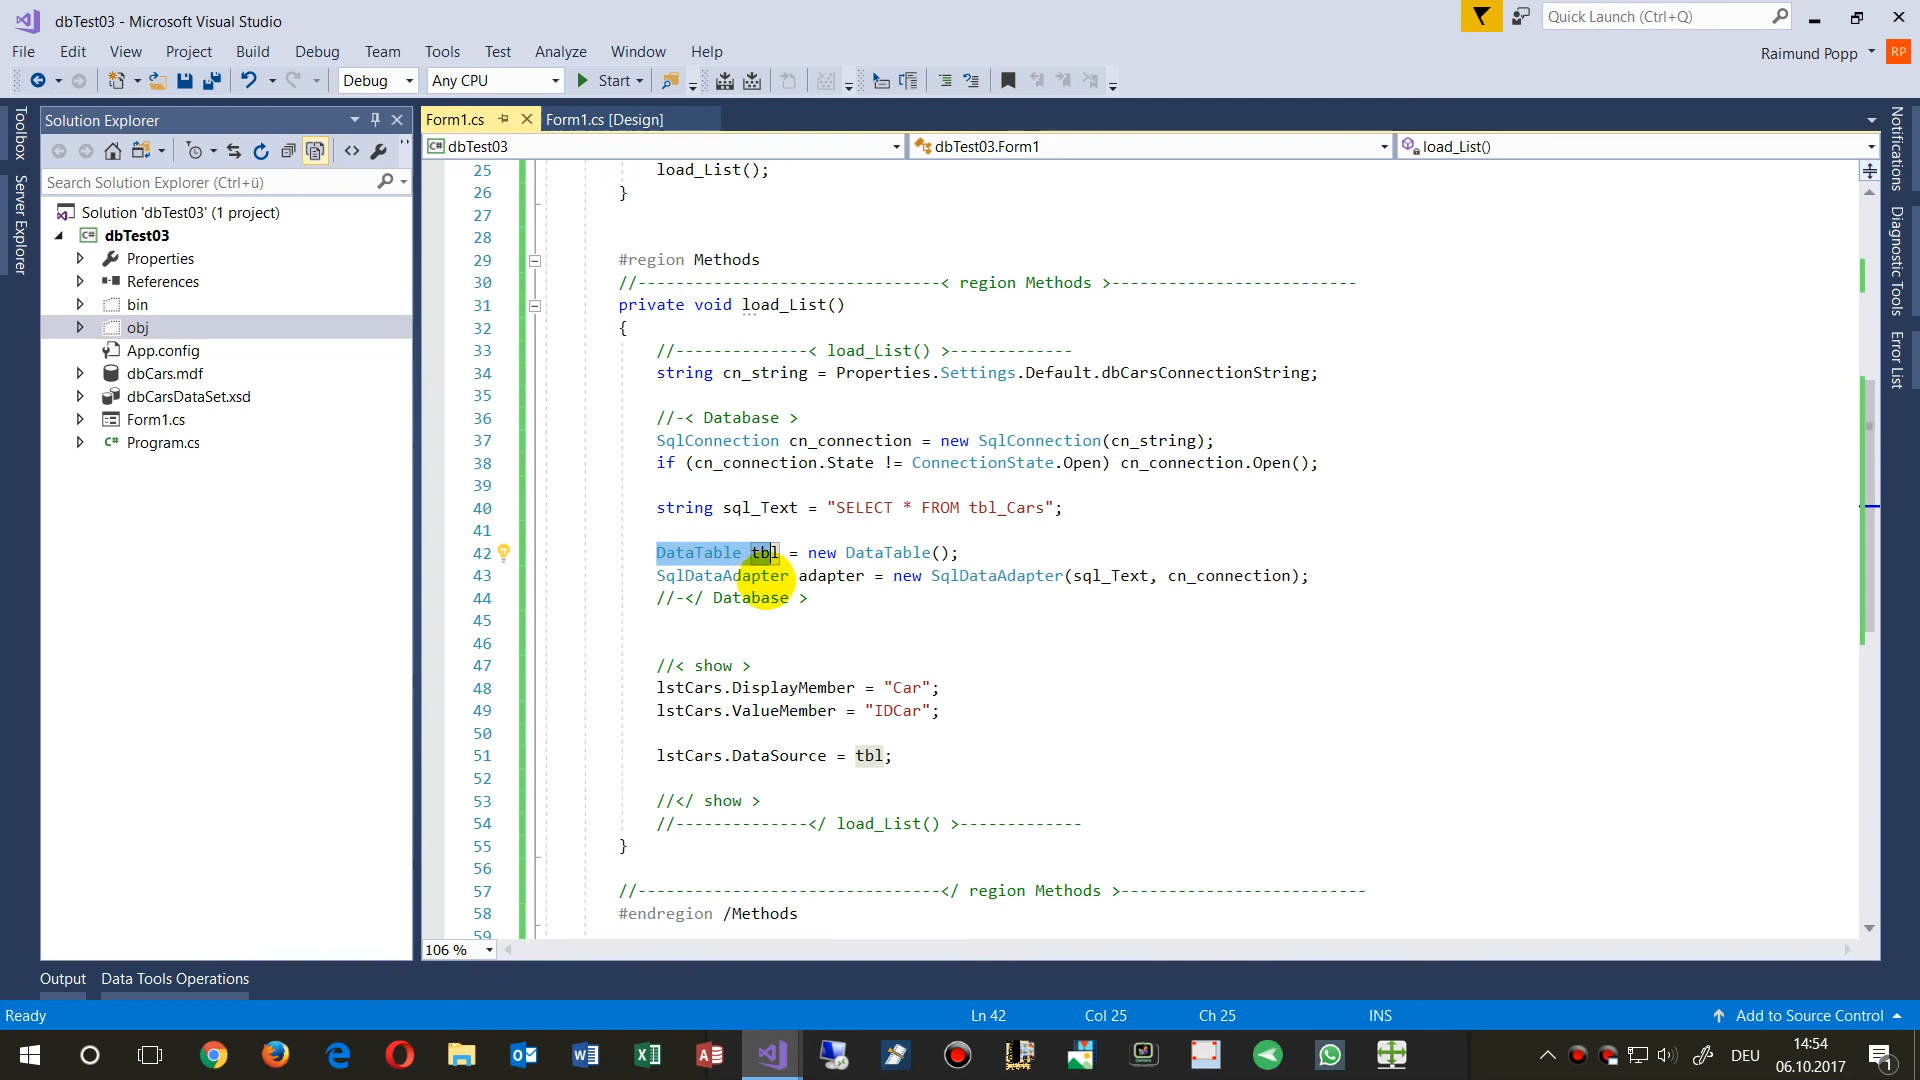 dbTest03 - Microsoft Visual Studio
Quick Launch (Ctrl+Q)
File Edit View Project Build Debug Team Tools Test Analyze Window Help
Raimund Popp
RP
Debug Any CPU Start
Toolbox
Server Explorer
Solution Explorer
Search Solution Explorer (Ctrl+ü)
Solution 'dbTest03' (1 project)
C# dbTest03
Properties
References
bin
obj
App.config
dbCars.mdf
dbCarsDataSet.xsd
Form1.cs
C# Program.cs
Form1.cs Form1.cs [Design]
C# dbTest03 dbTest03.Form1 load_List()
25 load_List();
26 }
27
28
29 #region Methods
30 //--------------------------------< region Methods >--------------------------
31 private void load_List()
32 {
33 //--------------< load_List() >-------------
34 string cn_string = Properties.Settings.Default.dbCarsConnectionString;
35
36 //-< Database >
37 SqlConnection cn_connection = new SqlConnection(cn_string);
38 if (cn_connection.State != ConnectionState.Open) cn_connection.Open();
39
40 string sql_Text = "SELECT * FROM tbl_Cars";
41
42 DataTable tbl = new DataTable();
43 SqlDataAdapter adapter = new SqlDataAdapter(sql_Text, cn_connection);
44 //-</ Database >
45
46
47 //< show >
48 lstCars.DisplayMember = "Car";
49 lstCars.ValueMember = "IDCar";
50
51 lstCars.DataSource = tbl;
52
53 //</ show >
54 //--------------</ load_List() >-------------
55 }
56
57 //--------------------------------</ region Methods >--------------------------
58 #endregion /Methods
59
106 %
Notifications
Diagnostic Tools
Error List
Output Data Tools Operations
Ready Ln 42 Col 25 Ch 25 INS Add to Source Control
DEU
14:54
06.10.2017
1